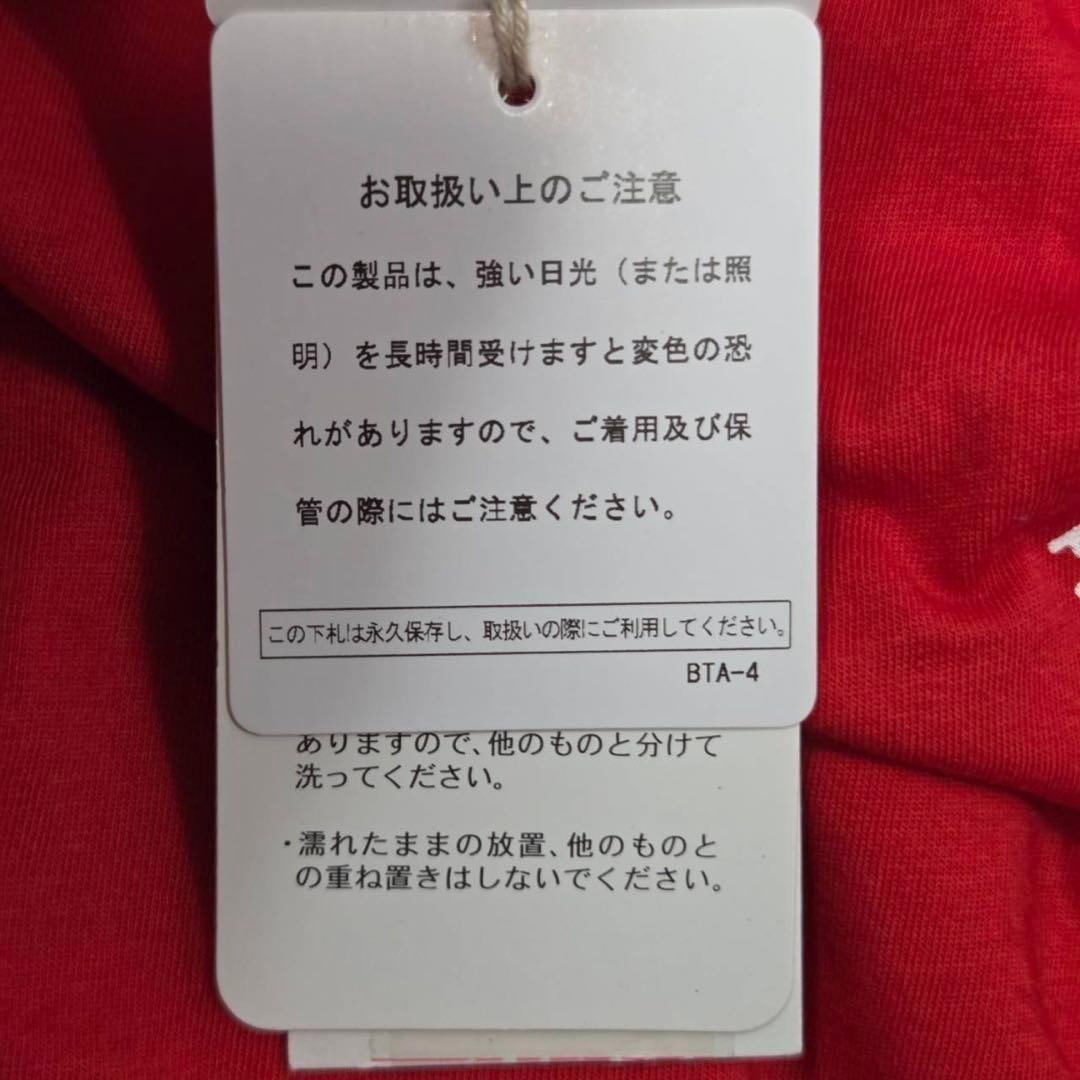 お取扱い上のご注意
この製品は、強い日光（または照
明）を長時間受けますと変色の恐
れがありますので、ご着用及び保
管の際にはご注意ください。
この下札は永久保存し、取扱いの際にご利用してください。
BTA-4
ありますので、他のものと分けて
洗ってください。
・濡れたままの放置、他のものと
の重ね置きはしないでください。